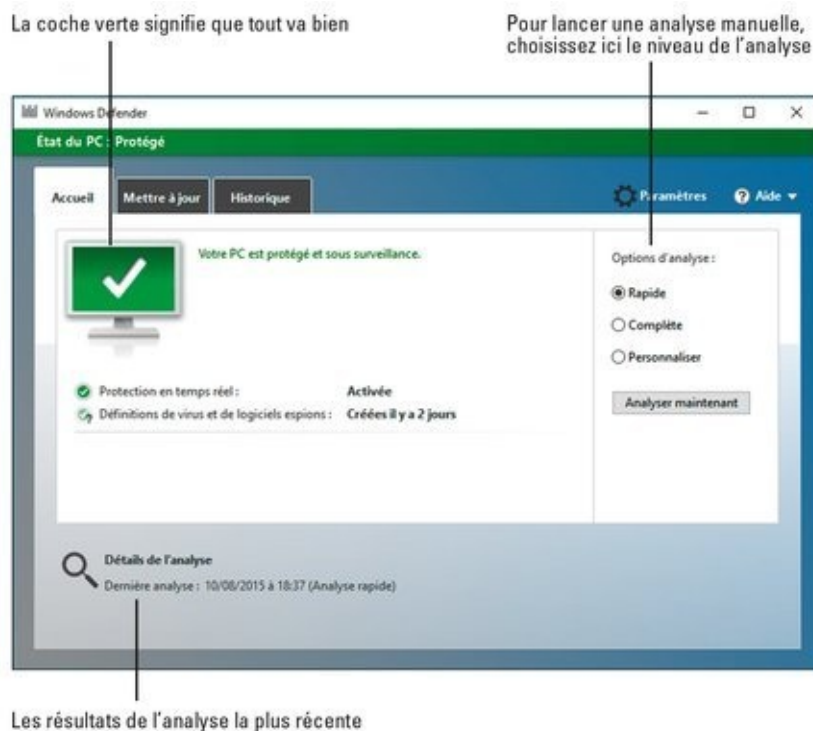 La coche verte signifie que tout va bien
Pour lancer une analyse manuelle,
choisissez ici le niveau de l'analyse
Windows Defender
État du PC : Protégé
Accueil
Mettre à jour
Historique
Paramètres
? Aide
Votre PC est protégé et sous surveillance.
Options d'analyse :
Rapide
Complète
Personnaliser
Analyser maintenant
Protection en temps réel : Activée
Définitions de virus et de logiciels espions : Créées il y a 2 jours
Détails de l'analyse
Dernière analyse : 10/08/2015 à 18:37 (Analyse rapide)
Les résultats de l'analyse la plus récente